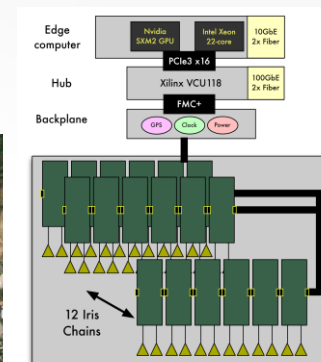 Edge
computer
Nvidia
SXM2 GPU
Intel Xeon
22-core
10GbE
2x Fiber
PCIe3 x16
Hub
Xilinx VCU118
100GbE
2x Fiber
FMC+
Backplane
GPS
Clock
Power
12 Iris
Chains